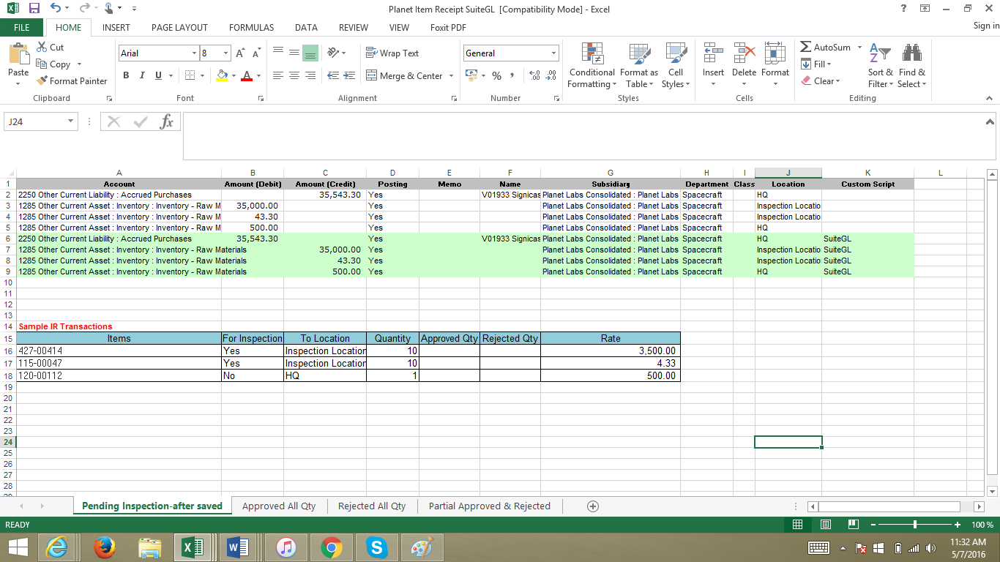 Planet Item Receipt SuiteGL [Compatibility Mode] - Excel
?
FILE HOME INSERT PAGE LAYOUT FORMULAS DATA REVIEW VIEW Foxit PDF Sign in
Paste
Cut
Copy
Format Painter
Clipboard
Arial 8
B I U
Font
Wrap Text
Merge & Center
Alignment
General
%
Number
Conditional Formatting
Format as Table
Cell Styles
Styles
Insert Delete Format
Cells
AutoSum
Fill
Clear
Sort & Filter
Find & Select
Editing
J24
fx
A B C D E F G H I J K L
1 Account Amount (Debit) Amount (Credit) Posting Memo Name Subsidiary Department Class Location Custom Script
2 2250 Other Current Liability : Accrued Purchases 35,543.30 Yes V01933 Signicas Planet Labs Consolidated : Planet Labs Spacecraft HQ
3 1285 Other Current Asset : Inventory : Inventory - Raw M 35,000.00 Yes Planet Labs Consolidated : Planet Labs Spacecraft Inspection Locatio
4 1285 Other Current Asset : Inventory : Inventory - Raw M 43.30 Yes Planet Labs Consolidated : Planet Labs Spacecraft Inspection Locatio
5 1285 Other Current Asset : Inventory : Inventory - Raw M 500.00 Yes Planet Labs Consolidated : Planet Labs Spacecraft HQ
6 2250 Other Current Liability : Accrued Purchases 35,543.30 Yes V01933 Signicas Planet Labs Consolidated : Planet Labs Spacecraft HQ SuiteGL
7 1285 Other Current Asset : Inventory : Inventory - Raw Materials 35,000.00 Yes Planet Labs Consolidated : Planet Labs Spacecraft Inspection Locatio SuiteGL
8 1285 Other Current Asset : Inventory : Inventory - Raw Materials 43.30 Yes Planet Labs Consolidated : Planet Labs Spacecraft Inspection Locatio SuiteGL
9 1285 Other Current Asset : Inventory : Inventory - Raw Materials 500.00 Yes Planet Labs Consolidated : Planet Labs Spacecraft HQ SuiteGL
10
11
12
13
14 Sample IR Transactions
15 Items For Inspection To Location Quantity Approved Qty Rejected Qty Rate
16 427-00414 Yes Inspection Location 10 3,500.00
17 115-00047 Yes Inspection Location 10 4.33
18 120-00112 No HQ 1 500.00
19
20
21
22
23
24
25
26
27
28
Pending Inspection-after saved Approved All Qty Rejected All Qty Partial Approved & Rejected
READY 100 %
11:32 AM
5/7/2016